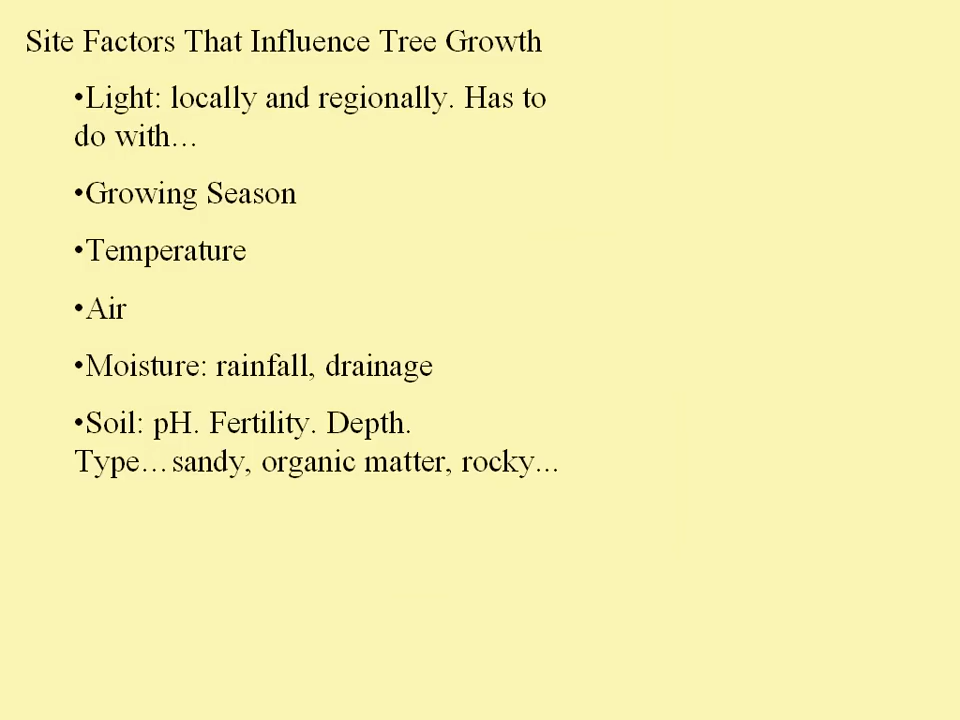 Site Factors That Influence Tree Growth
•Light: locally and regionally. Has to
do with…
•Growing Season
•Temperature
•Air
•Moisture: rainfall, drainage
•Soil: pH. Fertility. Depth.
Type…sandy, organic matter, rocky...